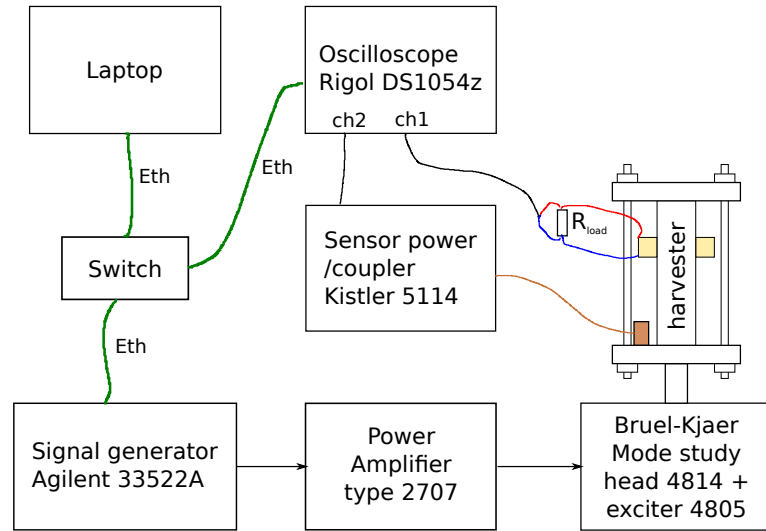 Laptop
Oscilloscope
Rigol DS1054z
ch2
ch1
Eth
Eth
R load
Sensor power
/coupler
Kistler 5114
harvester
Switch
Eth
Signal generator
Agilent 33522A
Power
Amplifier
type 2707
Bruel-Kjaer
Mode study
head 4814 +
exciter 4805